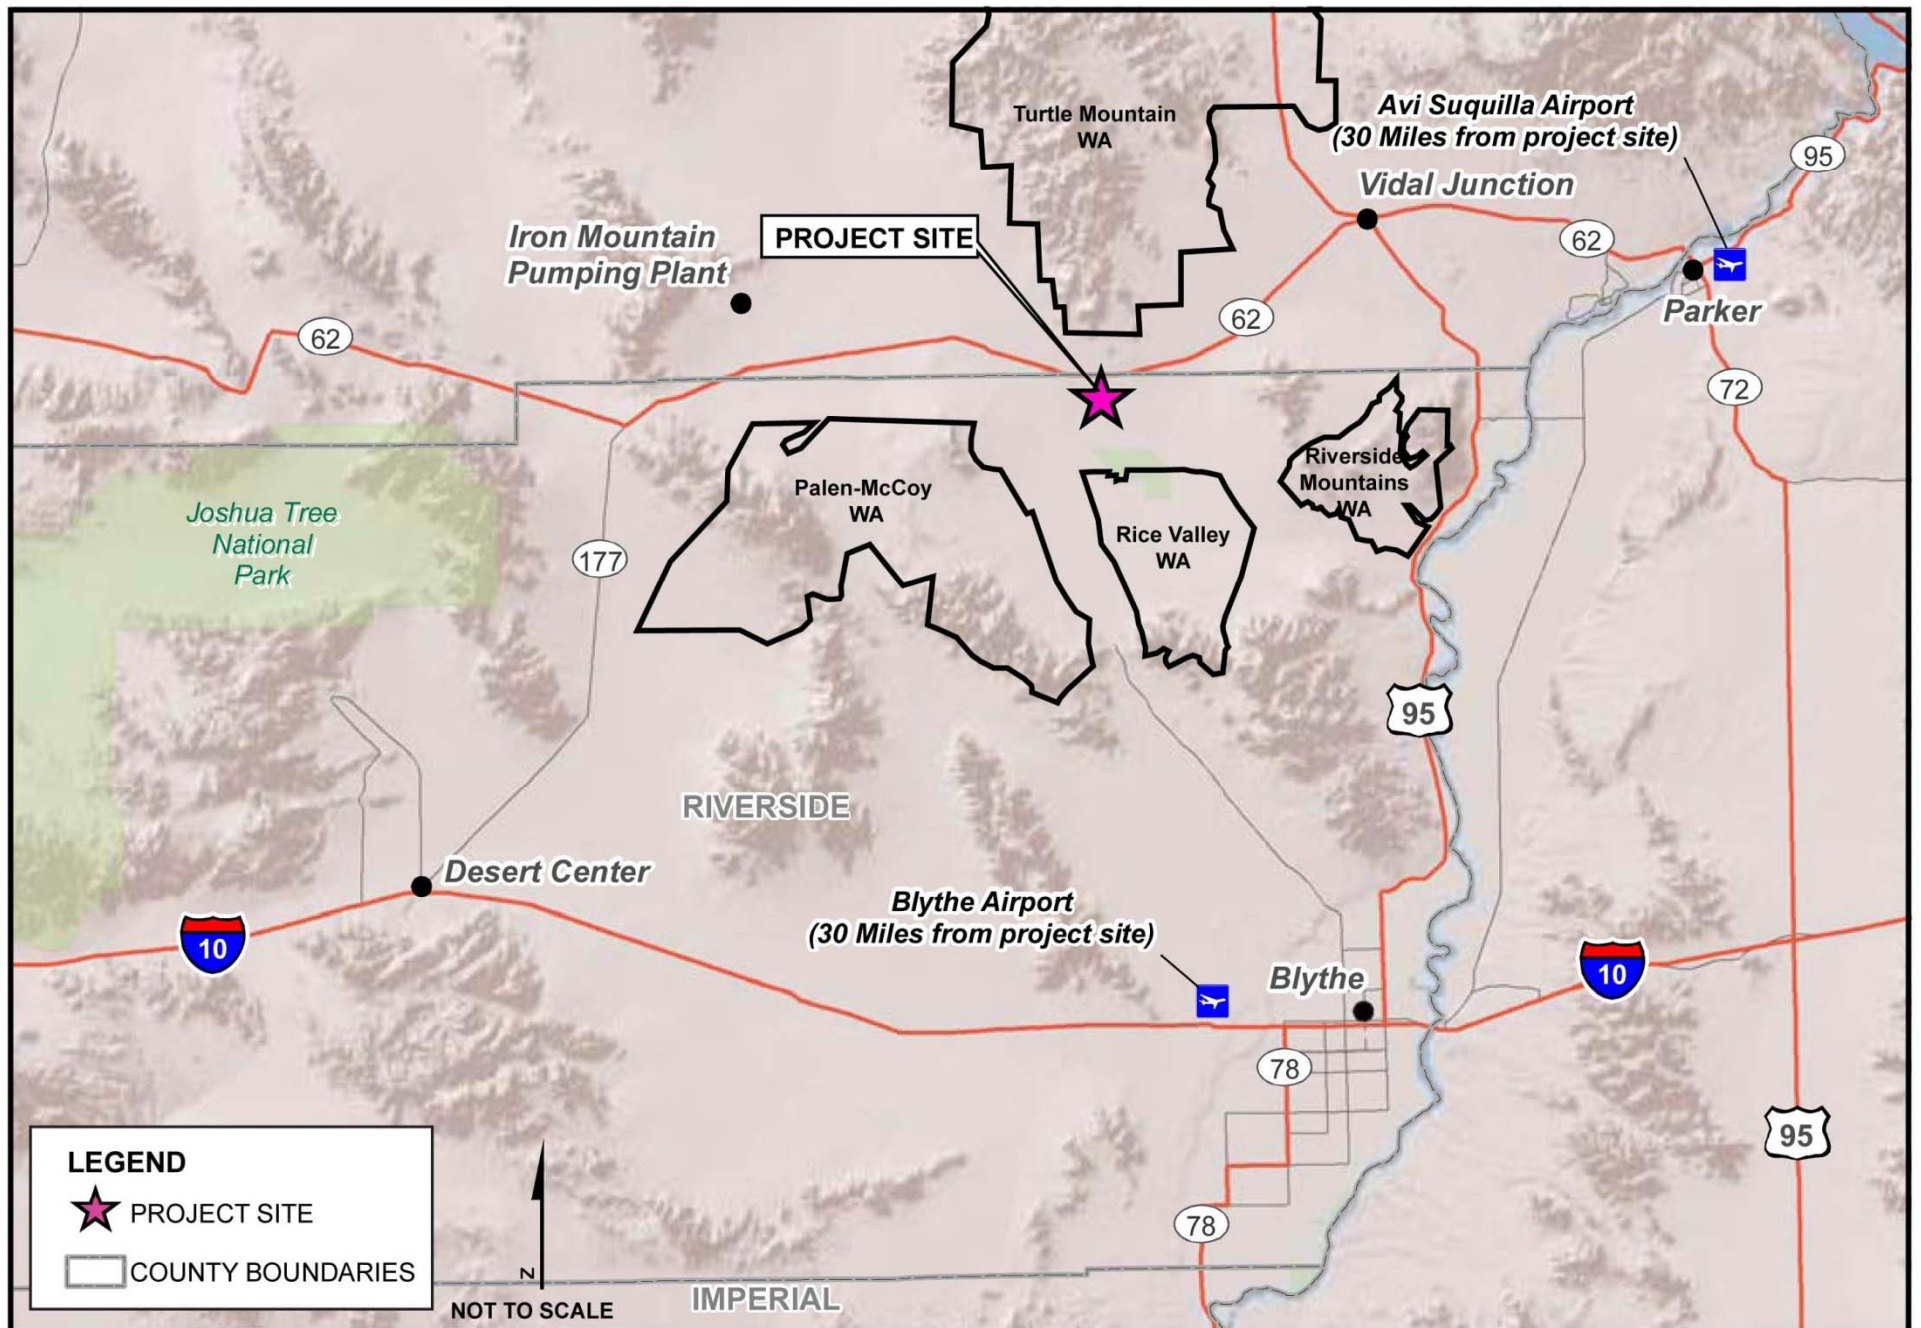 Turtle Mountain
WA
Avi Suquilla Airport
(30 Miles from project site)
95
Vidal Junction
Iron Mountain
Pumping Plant
PROJECT SITE
62
Parker
62
62
72
Riverside
Mountains
WA
Palen-McCoy
WA
Joshua Tree
National
Park
Rice Valley
WA
177
95
RIVERSIDE
Desert Center
Blythe Airport
(30 Miles from project site)
10
10
Blythe
78
95
LEGEND
PROJECT SITE
COUNTY BOUNDARIES
78
N
NOT TO SCALE
IMPERIAL